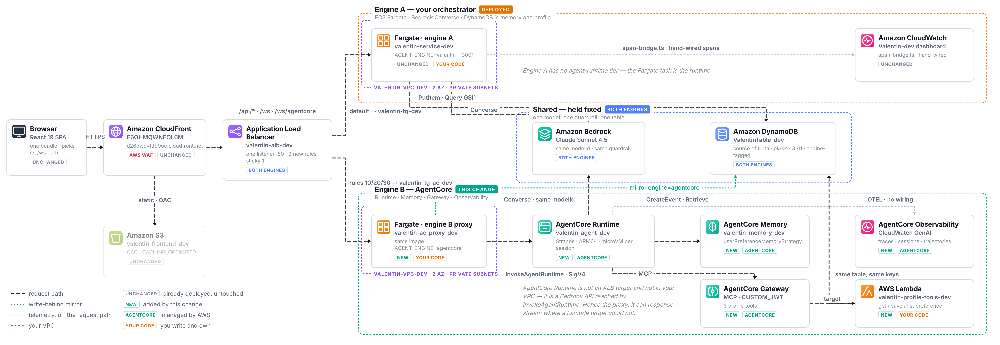 Engine A — your orchestrator DEPLOYED
ECS Fargate · Bedrock Converse · DynamoDB is memory and profile
Fargate · engine A
valentin-service-dev
AGENT_ENGINE=valentin · :3001
UNCHANGED YOUR CODE
VALENTIN-VPC-DEV · 2 AZ · PRIVATE SUBNETS
span-bridge.ts · hand-wired spans
Engine A has no agent-runtime tier — the Fargate task is the runtime.
Amazon CloudWatch
Valentin-dev dashboard
span-bridge.ts · hand-wired
UNCHANGED
PutItem · Query GSI1
Converse
default → valentin-tg-dev
/api/* · /ws · /ws/agentcore
Browser
React 19 SPA
one bundle · picks
its /ws path
UNCHANGED
HTTPS
Amazon CloudFront
E6OHMQWNEQL6M
d26dwovftfq9oe.cloudfront.net
AWS WAF UNCHANGED
Application Load
Balancer
valentin-alb-dev
one listener :80 · 3 new rules ·
sticky 1 h
BOTH ENGINES
Shared — held fixed BOTH ENGINES
one model, one guardrail, one table
Amazon Bedrock
Claude Sonnet 4.5
same modelId · same guardrail
BOTH ENGINES
Amazon DynamoDB
ValentinTable-dev
source of truth · pk/sk · GSI1 · engine-
tagged
BOTH ENGINES
static · OAC
Amazon S3
valentin-frontend-dev
OAC · CACHING_OPTIMIZED
UNCHANGED
rules 10/20/30 → valentin-tg-ac-dev
Engine B — AgentCore THIS CHANGE
Runtime · Memory · Gateway · Observability
mirror engine=agentcore
Converse · same modelId
CreateEvent · Retrieve
OTEL · no wiring
Fargate · engine B proxy
valentin-ac-proxy-dev
same image ·
AGENT_ENGINE=agentcore
NEW YOUR CODE
VALENTIN-VPC-DEV · 2 AZ · PRIVATE SUBNETS
AgentCore Runtime
valentin_agent_dev
Strands · ARM64 · microVM per
session
NEW AGENTCORE
AgentCore Memory
valentin_memory_dev
userPreferenceMemoryStrategy
NEW AGENTCORE
AgentCore Observability
CloudWatch GenAI
traces · sessions · trajectories
NEW AGENTCORE
InvokeAgentRuntime · SigV4
MCP
same table, same keys
AgentCore Runtime is not an ALB target and not in your
VPC — it is a Bedrock API reached by
InvokeAgentRuntime. Hence the proxy: it can response-
stream where a Lambda target could not.
AgentCore Gateway
MCP · CUSTOM_JWT
3 profile tools
NEW AGENTCORE
target
AWS Lambda
valentin-profile-tools-dev
get / save / list preference
NEW YOUR CODE
request path
write-behind mirror
telemetry, off the request path
your VPC
UNCHANGED already deployed, untouched
NEW added by this change
AGENTCORE managed by AWS
YOUR CODE you write and own